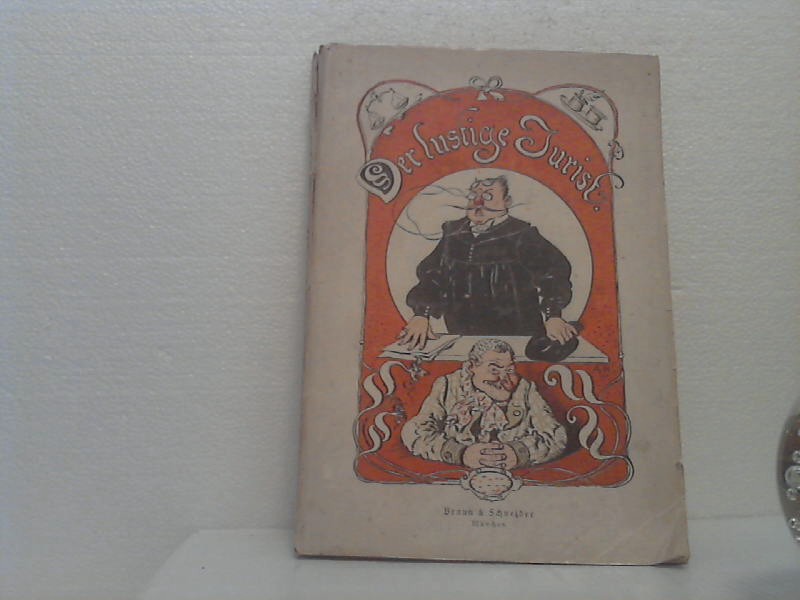 Der lustige Jurist.
Braun & Schneider
München